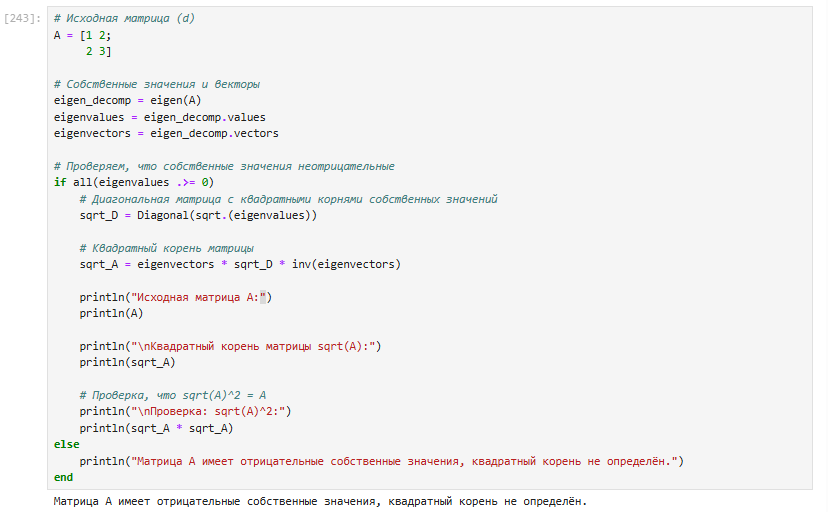 [243]:
# Исходная матрица (d)
A = [1 2;
     2 3]
# Собственные значения и векторы
eigen_decomp = eigen(A)
eigenvalues = eigen_decomp.values
eigenvectors = eigen_decomp.vectors
# Проверяем, что собственные значения неотрицательные
if all(eigenvalues .>= 0)
    # Диагональная матрица с квадратными корнями собственных значений
    sqrt_D = Diagonal(sqrt.(eigenvalues))
    # Квадратный корень матрицы
    sqrt_A = eigenvectors * sqrt_D * inv(eigenvectors)
    println("Исходная матрица A:")
    println(A)
    println("\nКвадратный корень матрицы sqrt(A):")
    println(sqrt_A)
    # Проверка, что sqrt(A)^2 = A
    println("\nПроверка: sqrt(A)^2:")
    println(sqrt_A * sqrt_A)
else
    println("Матрица A имеет отрицательные собственные значения, квадратный корень не определён.")
end
Матрица A имеет отрицательные собственные значения, квадратный корень не определён.